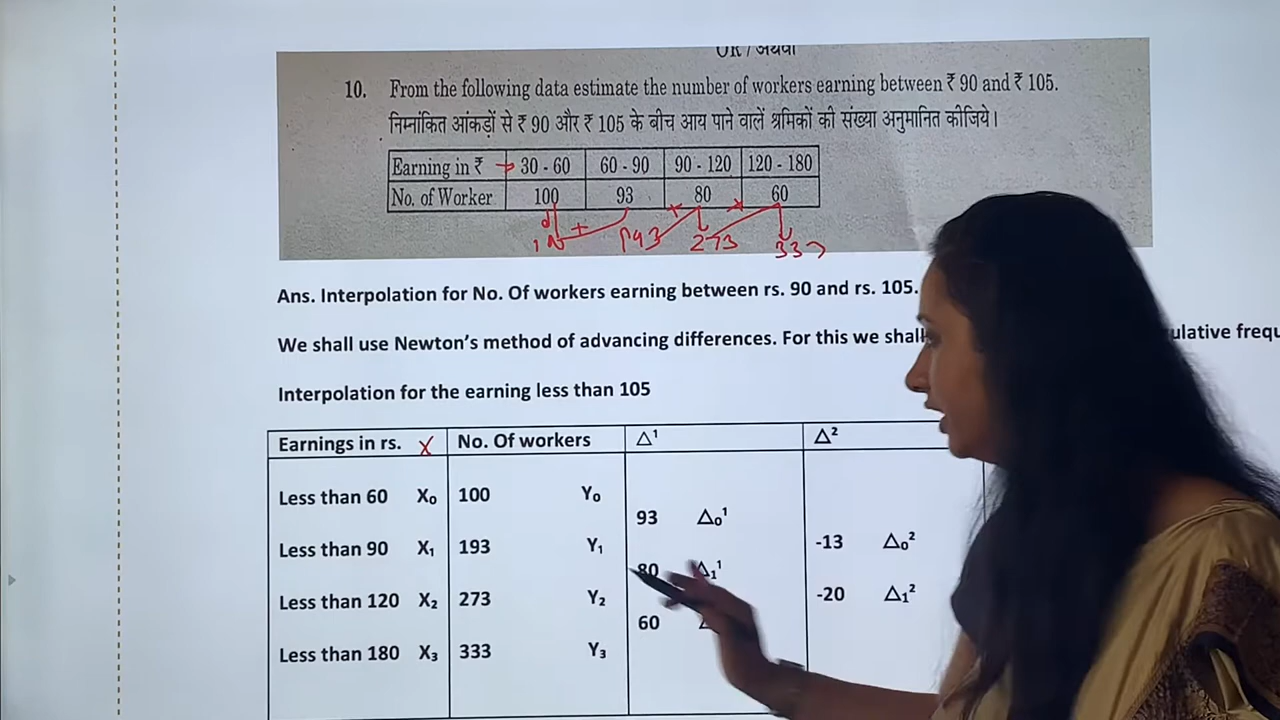 OR / अथवा
10. From the following data estimate the number of workers earning between ₹ 90 and ₹ 105.
निम्नांकित आंकड़ों से ₹ 90 और ₹ 105 के बीच आय पाने वालें श्रमिकों की संख्या अनुमानित कीजिये।
Earning in ₹ 30 - 60 60 - 90 90 - 120 120 - 180
No. of Worker 100 93 80 60
+ 193 + 273 + 333
Ans. Interpolation for No. Of workers earning between rs. 90 and rs. 105.
We shall use Newton's method of advancing differences. For this we shall
Interpolation for the earning less than 105
Earnings in rs. X No. Of workers △¹ △²
Less than 60 X₀ 100 Y₀
93 △₀¹
Less than 90 X₁ 193 Y₁ -13 △₀²
80 △₁¹
Less than 120 X₂ 273 Y₂ -20 △₁²
60
Less than 180 X₃ 333 Y₃